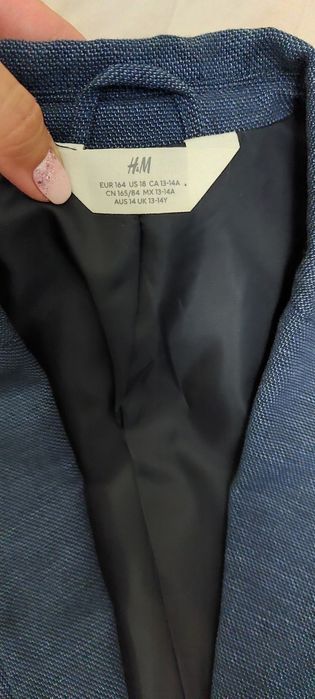 H&M
EUR 164 US 18 CA 13-14A
CN 165/84 MX 13-14A
AUS 14 UK 13-14Y